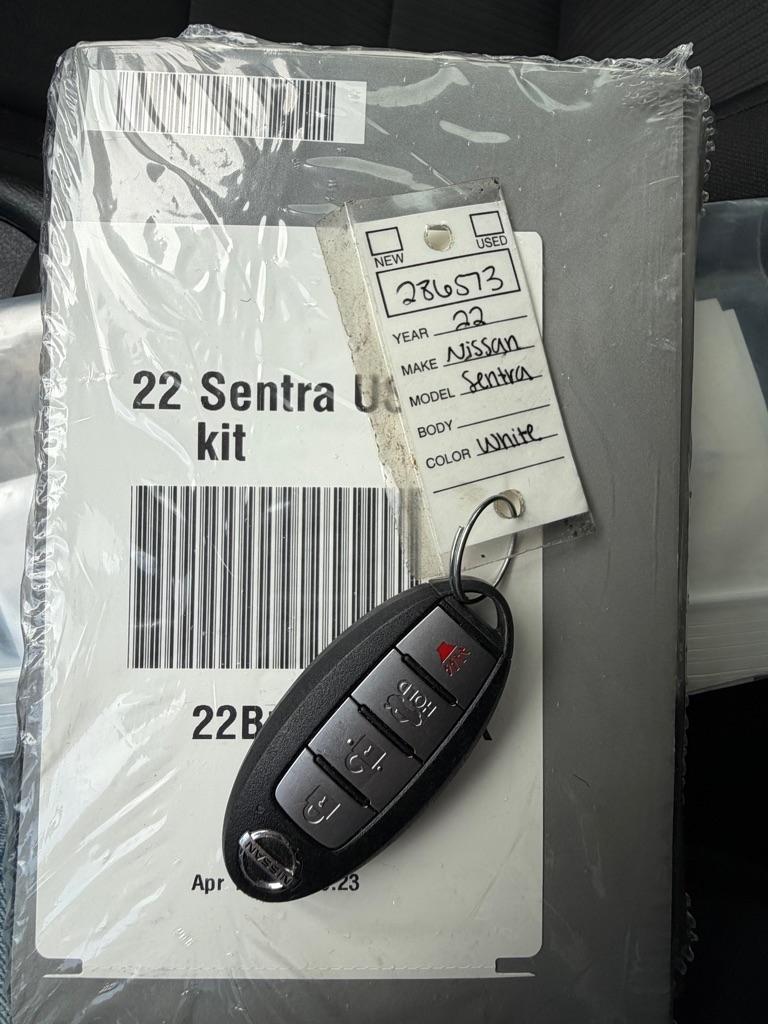 NEW
USED
286573
YEAR 22
MAKE Nissan
MODEL Sentra
BODY
COLOR White
22 Sentra
kit
HOLD
22B
NISSAN
Apr
.23